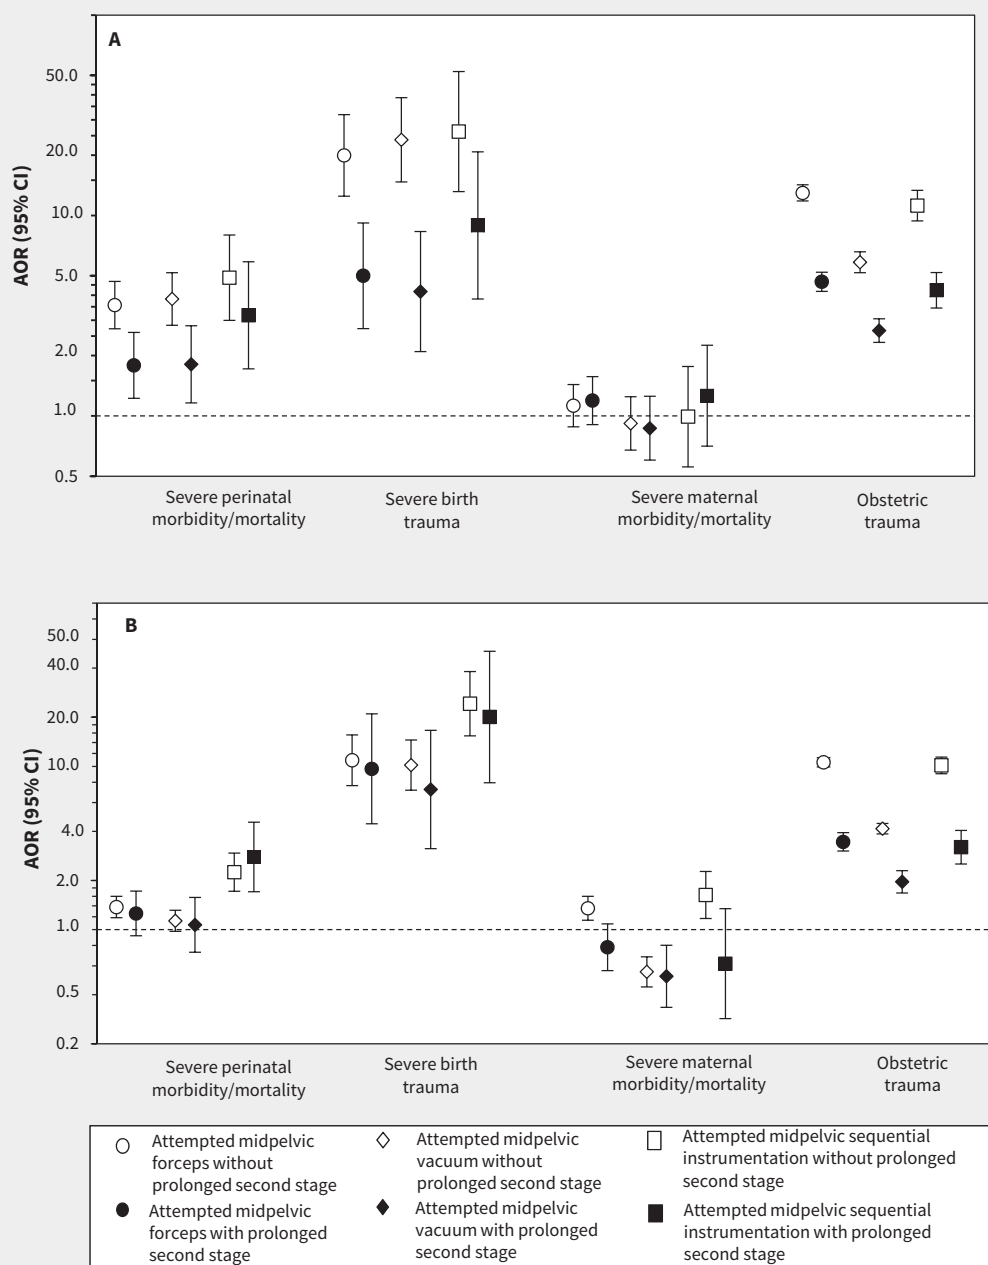 A
50.0
20.0
10.0
5.0
2.0
1.0
0.5
AOR (95% CI)
Severe perinatal
morbidity/mortality
Severe birth
trauma
Severe maternal
morbidity/mortality
Obstetric
trauma
B
50.0
40.0
20.0
10.0
4.0
2.0
1.0
0.5
0.2
AOR (95% CI)
Severe perinatal
morbidity/mortality
Severe birth
trauma
Severe maternal
morbidity/mortality
Obstetric
trauma
Attempted midpelvic
forceps without
prolonged second stage
Attempted midpelvic
vacuum without
prolonged second stage
Attempted midpelvic sequential
instrumentation without prolonged
second stage
Attempted midpelvic
forceps with prolonged
second stage
Attempted midpelvic
vacuum with prolonged
second stage
Attempted midpelvic sequential
instrumentation with prolonged
second stage